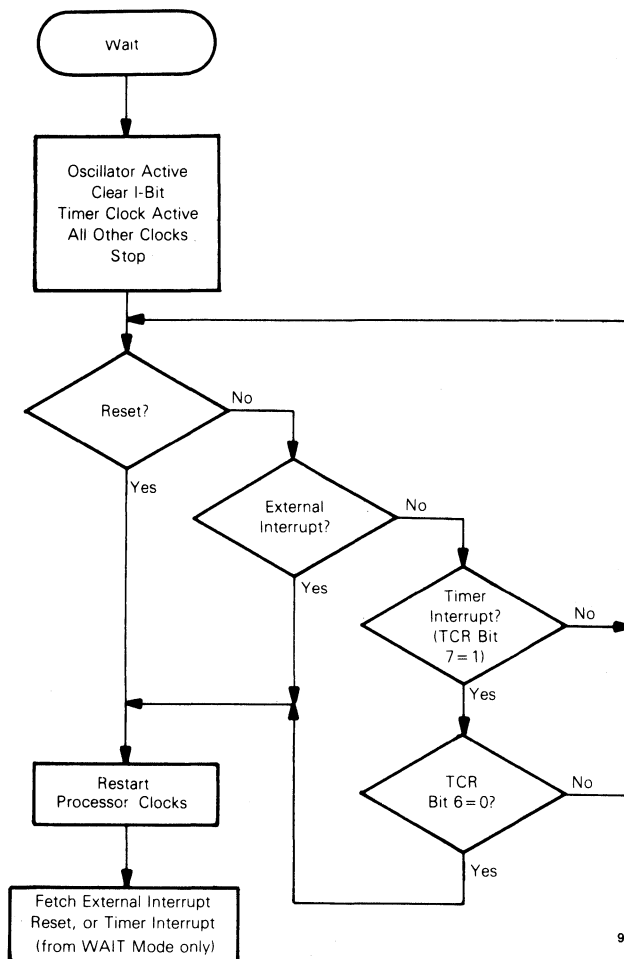 Wait
Oscillator Active
Clear I-Bit
Timer Clock Active
All Other Clocks
Stop
Reset?
No
Yes
External
Interrupt?
No
Yes
Timer
Interrupt?
(TCR Bit
7=1)
No
Yes
TCR
Bit 6=0?
No
Yes
Restart
Processor Clocks
Fetch External Interrupt
Reset, or Timer Interrupt
(from WAIT Mode only)
9